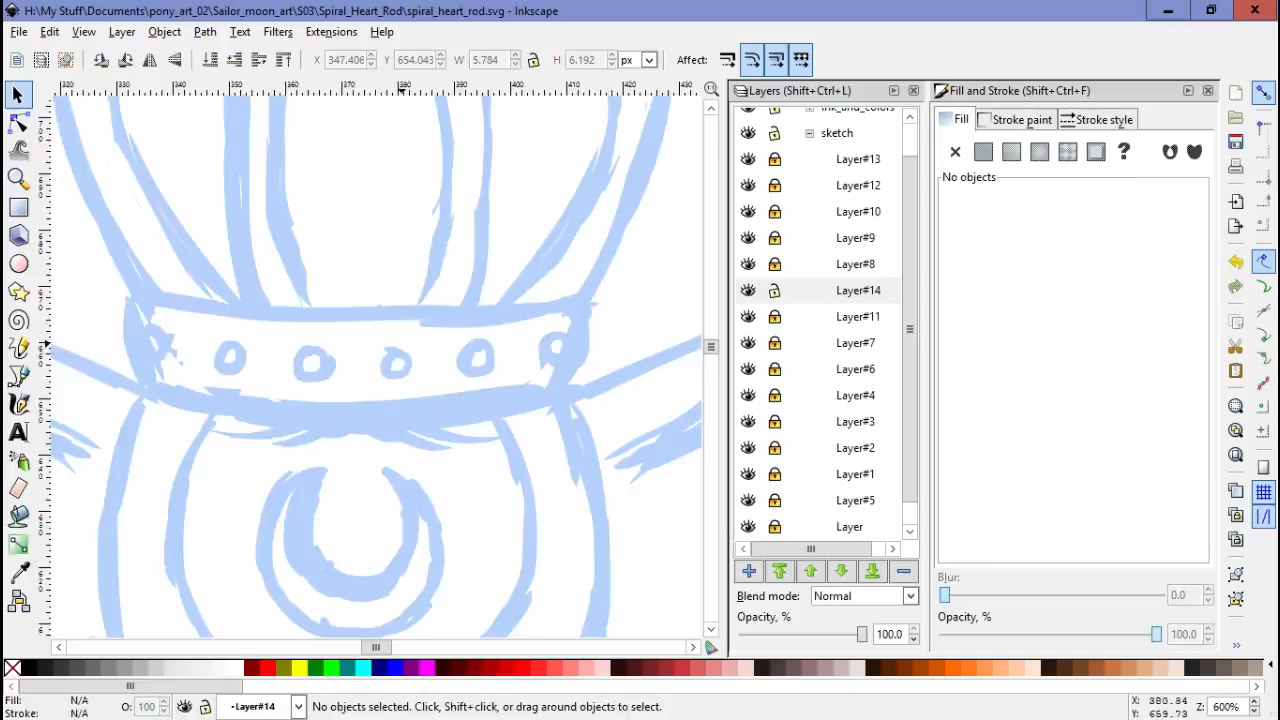 H:\My Stuff\Documents\pony_art_02\Sailor_moon_art\S03\Spiral_Heart_Rod\spiral_heart_rod.svg - Inkscape
File Edit View Layer Object Path Text Filters Extensions Help
X 347.406 Y 654.043 W 5.784 H 6.192 px Affect:
Layers (Shift+Ctrl+L) Fill and Stroke (Shift+Ctrl+F)
ink_and_colors
Fill Stroke paint Stroke style
sketch
Layer#13
No objects
Layer#12
Layer#10
Layer#9
Layer#8
Layer#14
Layer#11
Layer#7
Layer#6
Layer#4
Layer#3
Layer#2
Layer#1
Layer#5
Layer
Blur:
0.0
Blend mode: Normal
Opacity, % Opacity, %
100.0 100.0
Fill: N/A
Stroke: N/A
O: 100 •Layer#14 No objects selected. Click, Shift+click, or drag around objects to select.
X: 380.84
Y: 659.73
Z: 600%